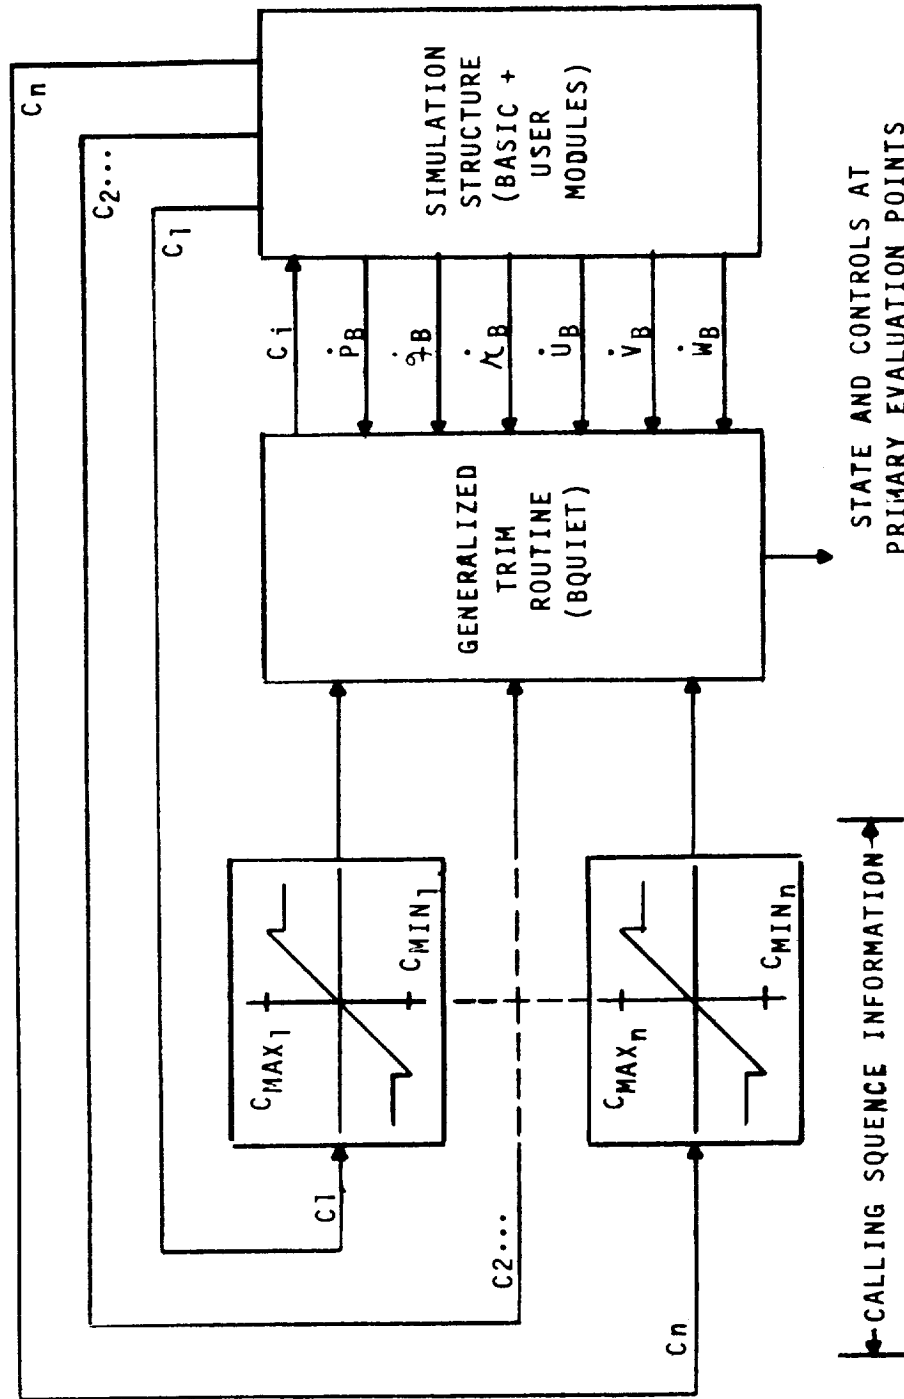 Cn
C2...
C1
SIMULATION
STRUCTURE
(BASIC +
USER
MODULES)
Ci
ṖB
q̇B
ṙB
U̇B
V̇B
ẆB
GENERALIZED
TRIM
ROUTINE
(BQUIET)
STATE AND CONTROLS AT
PRIMARY EVALUATION POINTS
CMAX1
CMIN1
CMAXn
CMINn
C1
C2...
Cn
CALLING SQUENCE INFORMATION